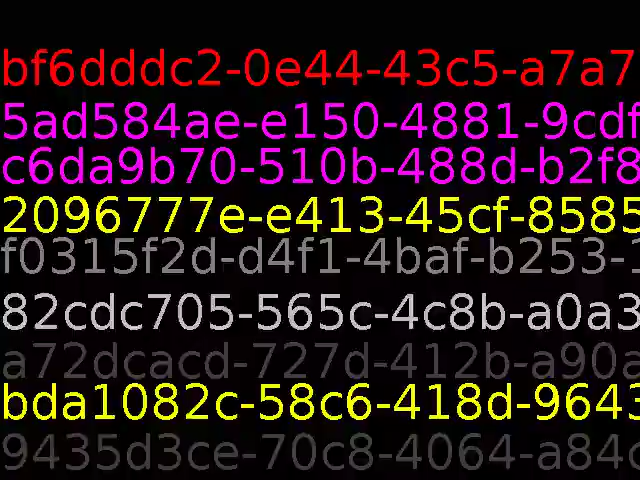 bf6dddc2-0e44-43c5-a7a7
5ad584ae-e150-4881-9cdf
c6da9b70-510b-488d-b2f8
2096777e-e413-45cf-8585
f0315f2d-d4f1-4baf-b253-1
82cdc705-565c-4c8b-a0a3
a72dcacd-727d-412b-a90a
bda1082c-58c6-418d-9643
9435d3ce-70c8-4064-a84c